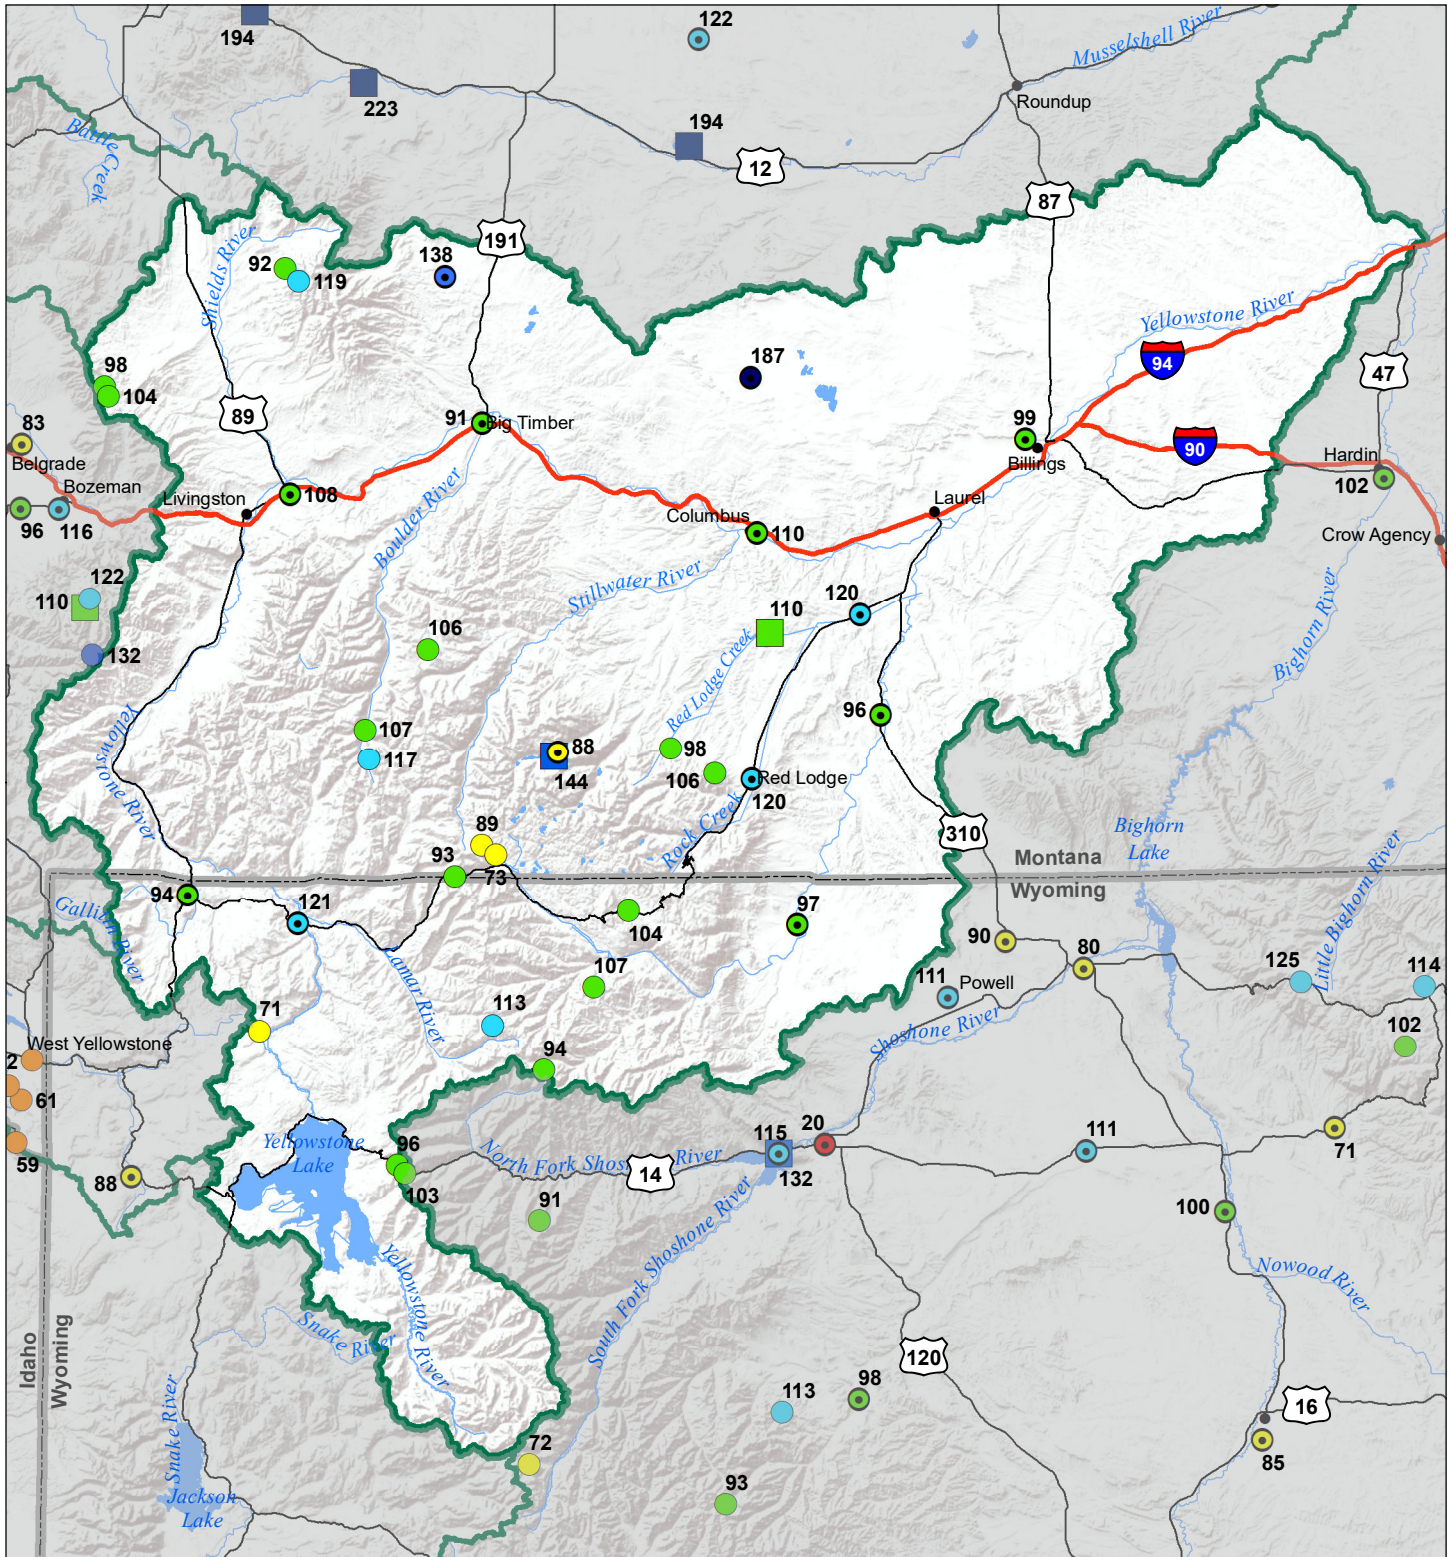 194
122
Musselshell River
223
Roundup
194
Battle Creek
12
87
191
Shields River
92
119
138
Yellowstone River
94
187
47
98
104
89
91
Big Timber
99
Billings
90
Hardin
102
83
Belgrade
Bozeman
96
116
Livingston
108
Boulder River
Columbus
110
Laurel
Crow Agency
Stillwater River
122
110
132
106
120
110
Bighorn River
Red Lodge Creek
96
107
117
88
144
98
106
Red Lodge
120
Yellowstone River
Rock Creek
310
Bighorn
Lake
89
73
93
Montana
Wyoming
Little Bighorn River
94
Gallatin River
121
104
97
90
80
Lamar River
107
113
111
Powell
125
114
Shoshone River
71
West Yellowstone
94
102
2
61
59
Yellowstone
Lake
96
103
North Fork Shos River
14
115
132
20
111
71
88
91
100
South Fork Shoshone River
Yellowstone River
Nowood River
Snake River
Idaho
Wyoming
120
113
98
16
85
Snake River
Jackson
Lake
72
93